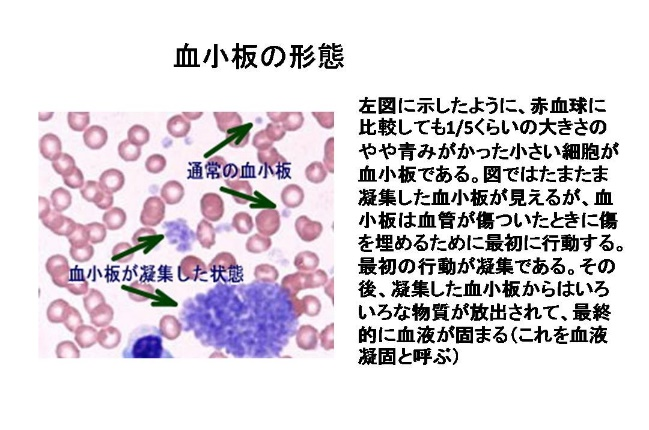 血小板の形態
左図に示したように、赤血球に
比較しても1/5くらいの大きさの
やや青みがかった小さい細胞が
血小板である。図ではたまたま
凝集した血小板が見えるが、血
小板は血管が傷ついたときに傷
を埋めるために最初に行動する。
最初の行動が凝集である。その
後、凝集した血小板からはいろ
いろな物質が放出されて、最終
的に血液が固まる(これを血液
凝固と呼ぶ)
通常の血小板
血小板が凝集した状態